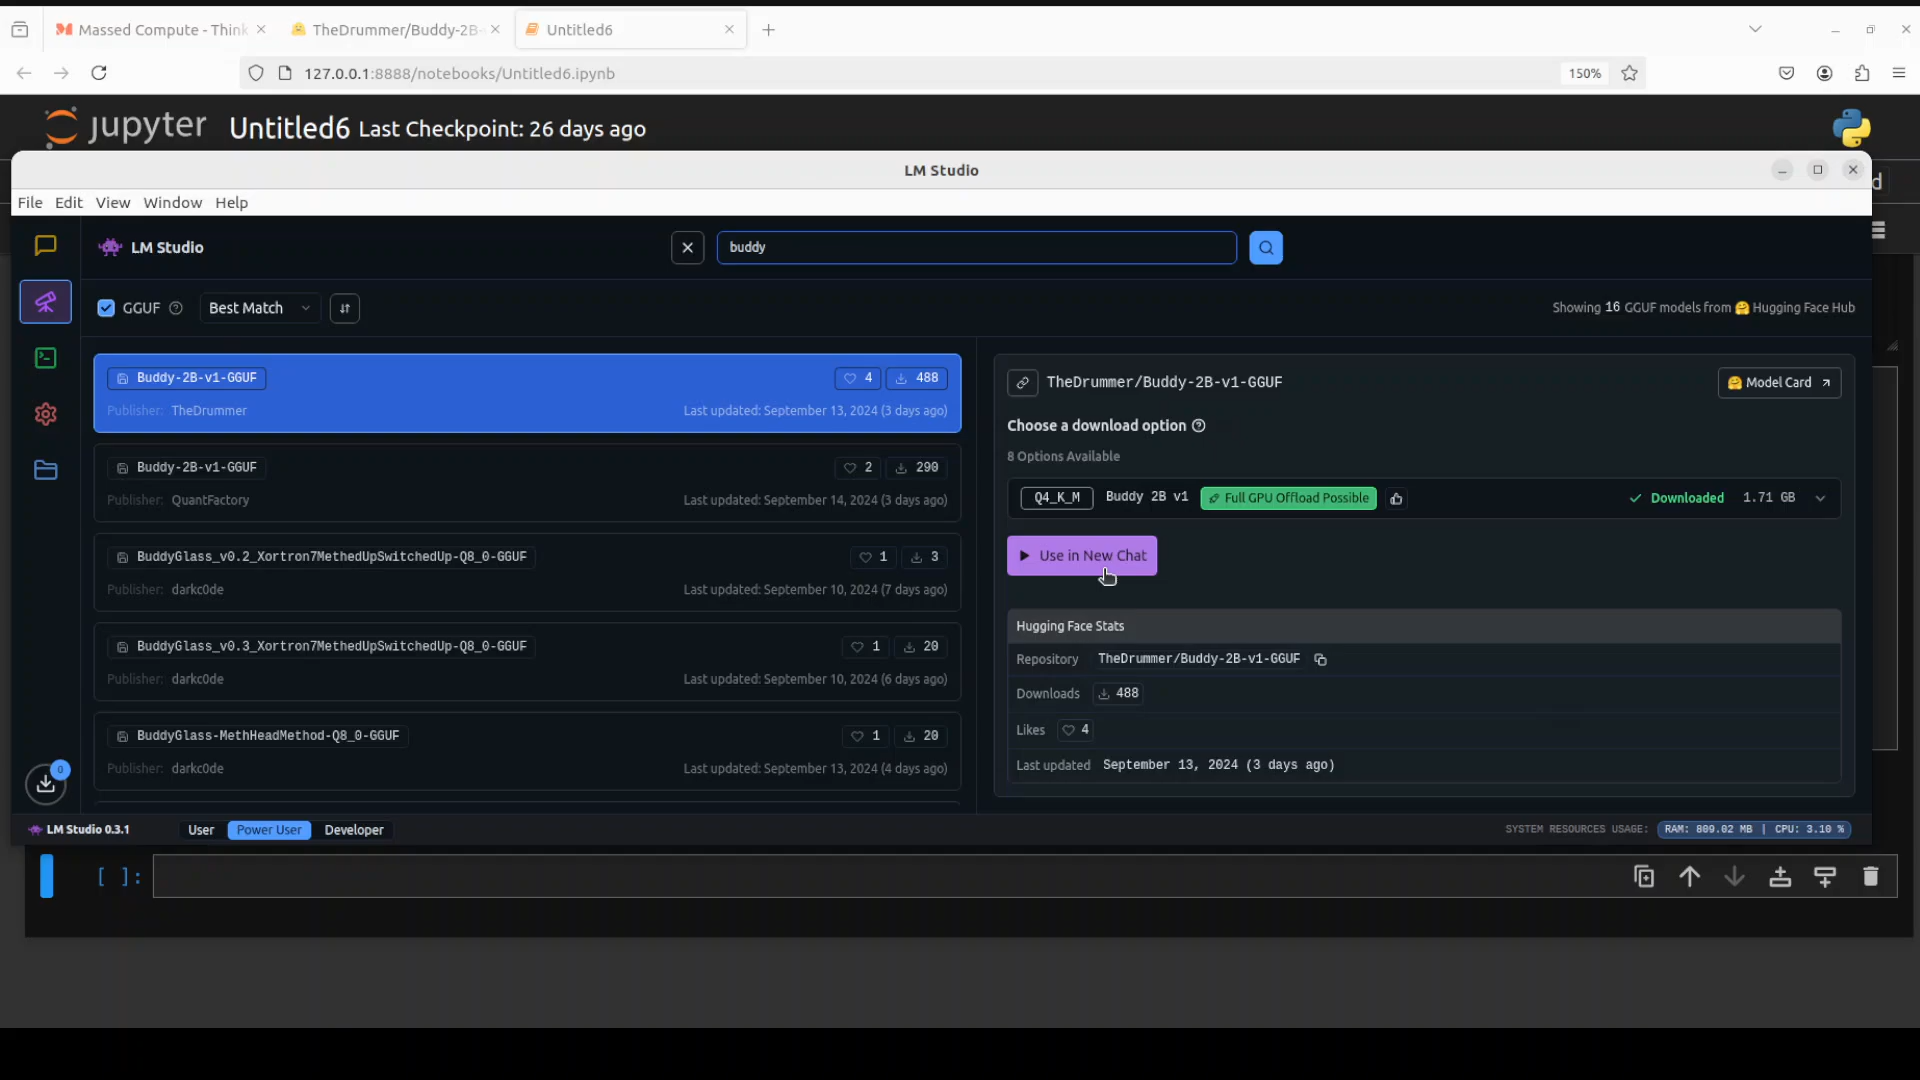 Massed Compute - Think
TheDrummer/Buddy-2B-
Untitled6
127.0.0.1:8888/notebooks/Untitled6.ipynb
150%
jupyter Untitled6 Last Checkpoint: 26 days ago
LM Studio
d
File Edit View Window Help
LM Studio
buddy
GGUF Best Match
Showing 16 GGUF models from 🤗 Hugging Face Hub
Buddy-2B-v1-GGUF 4 488
Publisher: TheDrummer Last updated: September 13, 2024 (3 days ago)
Buddy-2B-v1-GGUF 2 290
Publisher: QuantFactory Last updated: September 14, 2024 (3 days ago)
BuddyGlass_v0.2_Xortron7MethedUpSwitchedUp-Q8_0-GGUF 1 3
Publisher: darkc0de Last updated: September 10, 2024 (7 days ago)
BuddyGlass_v0.3_Xortron7MethedUpSwitchedUp-Q8_0-GGUF 1 20
Publisher: darkc0de Last updated: September 10, 2024 (6 days ago)
BuddyGlass-MethHeadMethod-Q8_0-GGUF 1 20
Publisher: darkc0de Last updated: September 13, 2024 (4 days ago)
TheDrummer/Buddy-2B-v1-GGUF
🤗 Model Card ↗
Choose a download option ?
8 Options Available
Q4_K_M Buddy 2B v1 Full GPU Offload Possible ✓ Downloaded 1.71 GB
Use in New Chat
Hugging Face Stats
Repository TheDrummer/Buddy-2B-v1-GGUF
Downloads 488
Likes 4
Last updated September 13, 2024 (3 days ago)
0
LM Studio 0.3.1
User Power User Developer
SYSTEM RESOURCES USAGE: RAM: 809.02 MB | CPU: 3.10 %
[ ]: